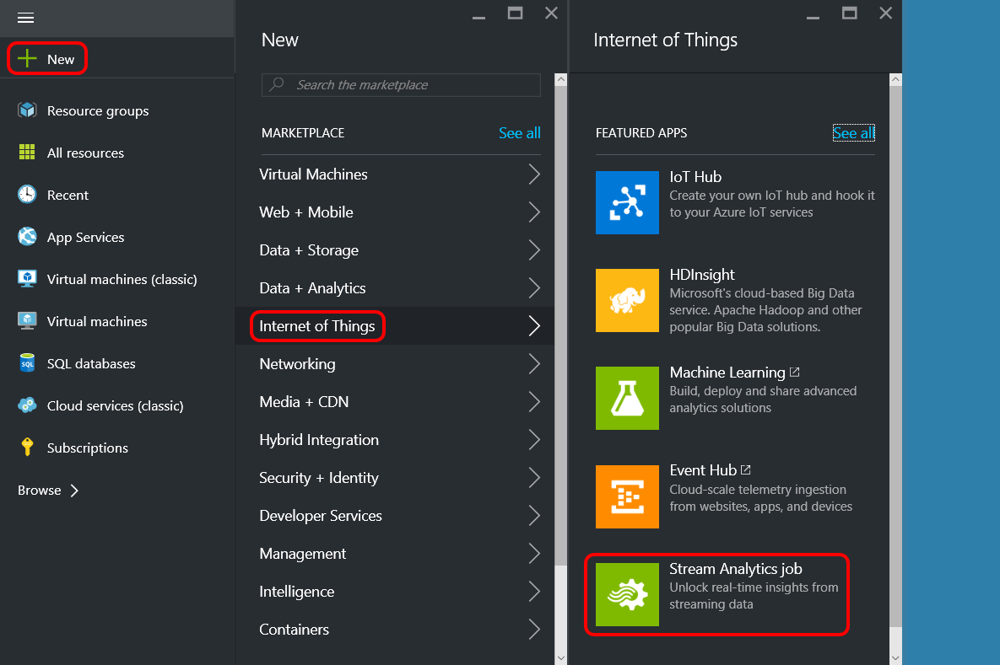 New
Resource groups
All resources
Recent
App Services
Virtual machines (classic)
Virtual machines
SQL
SQL databases
Cloud services (classic)
Subscriptions
Browse
New
Search the marketplace
MARKETPLACE
See all
Virtual Machines
Web + Mobile
Data + Storage
Data + Analytics
Internet of Things
Networking
Media + CDN
Hybrid Integration
Security + Identity
Developer Services
Management
Intelligence
Containers
Internet of Things
FEATURED APPS
See all
IoT Hub
Create your own IoT hub and hook it
to your Azure IoT services
HDInsight
Microsoft's cloud-based Big Data
service. Apache Hadoop and other
popular Big Data solutions.
Machine Learning
Build, deploy and share advanced
analytics solutions
Event Hub
Cloud-scale telemetry ingestion
from websites, apps, and devices
Stream Analytics job
Unlock real-time insights from
streaming data